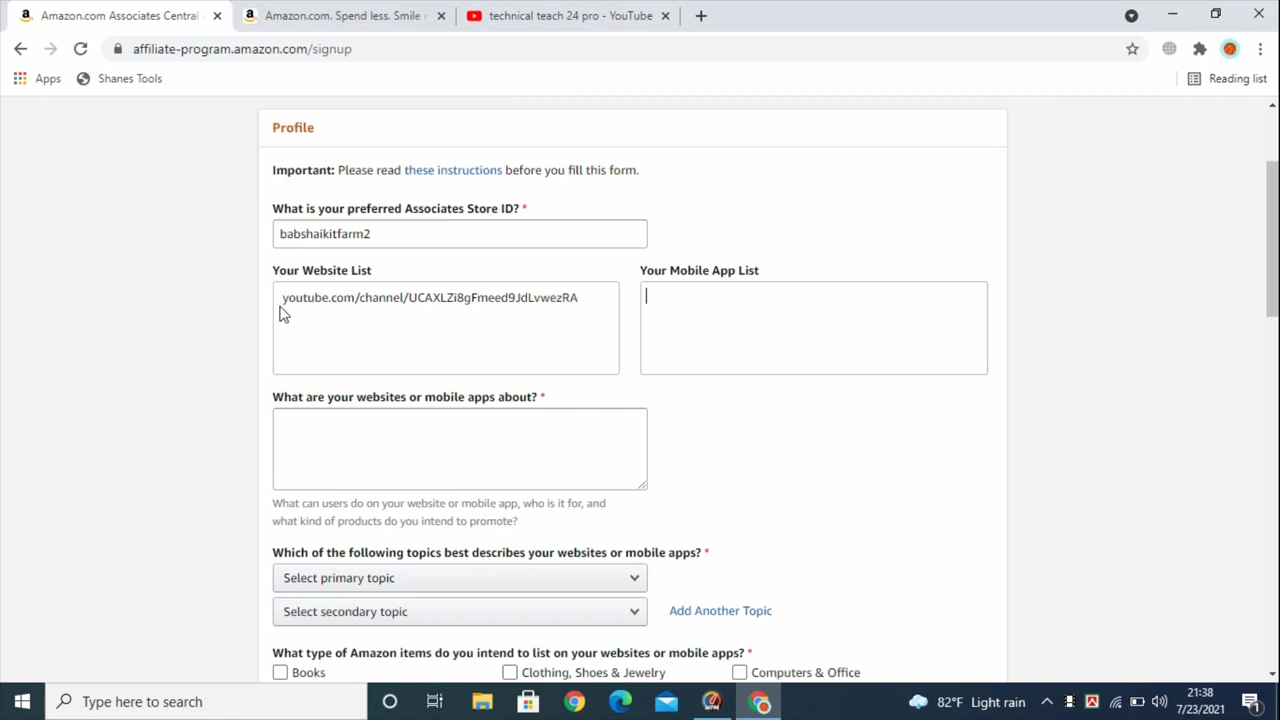 Amazon.com Associates Central -
Amazon.com. Spend less. Smile m
technical teach 24 pro - YouTube
affiliate-program.amazon.com/signup
Apps
Shanes Tools
Reading list
Profile
Important: Please read these instructions before you fill this form.
What is your preferred Associates Store ID? *
babshaikitfarm2
Your Website List
Your Mobile App List
youtube.com/channel/UCAXLZi8gFmeed9JdLvwezRA
What are your websites or mobile apps about? *
What can users do on your website or mobile app, who is it for, and
what kind of products do you intend to promote?
Which of the following topics best describes your websites or mobile apps? *
Select primary topic
Select secondary topic
Add Another Topic
What type of Amazon items do you intend to list on your websites or mobile apps? *
Books
Clothing, Shoes & Jewelry
Computers & Office
Type here to search
82°F Light rain
21:38
7/23/2021